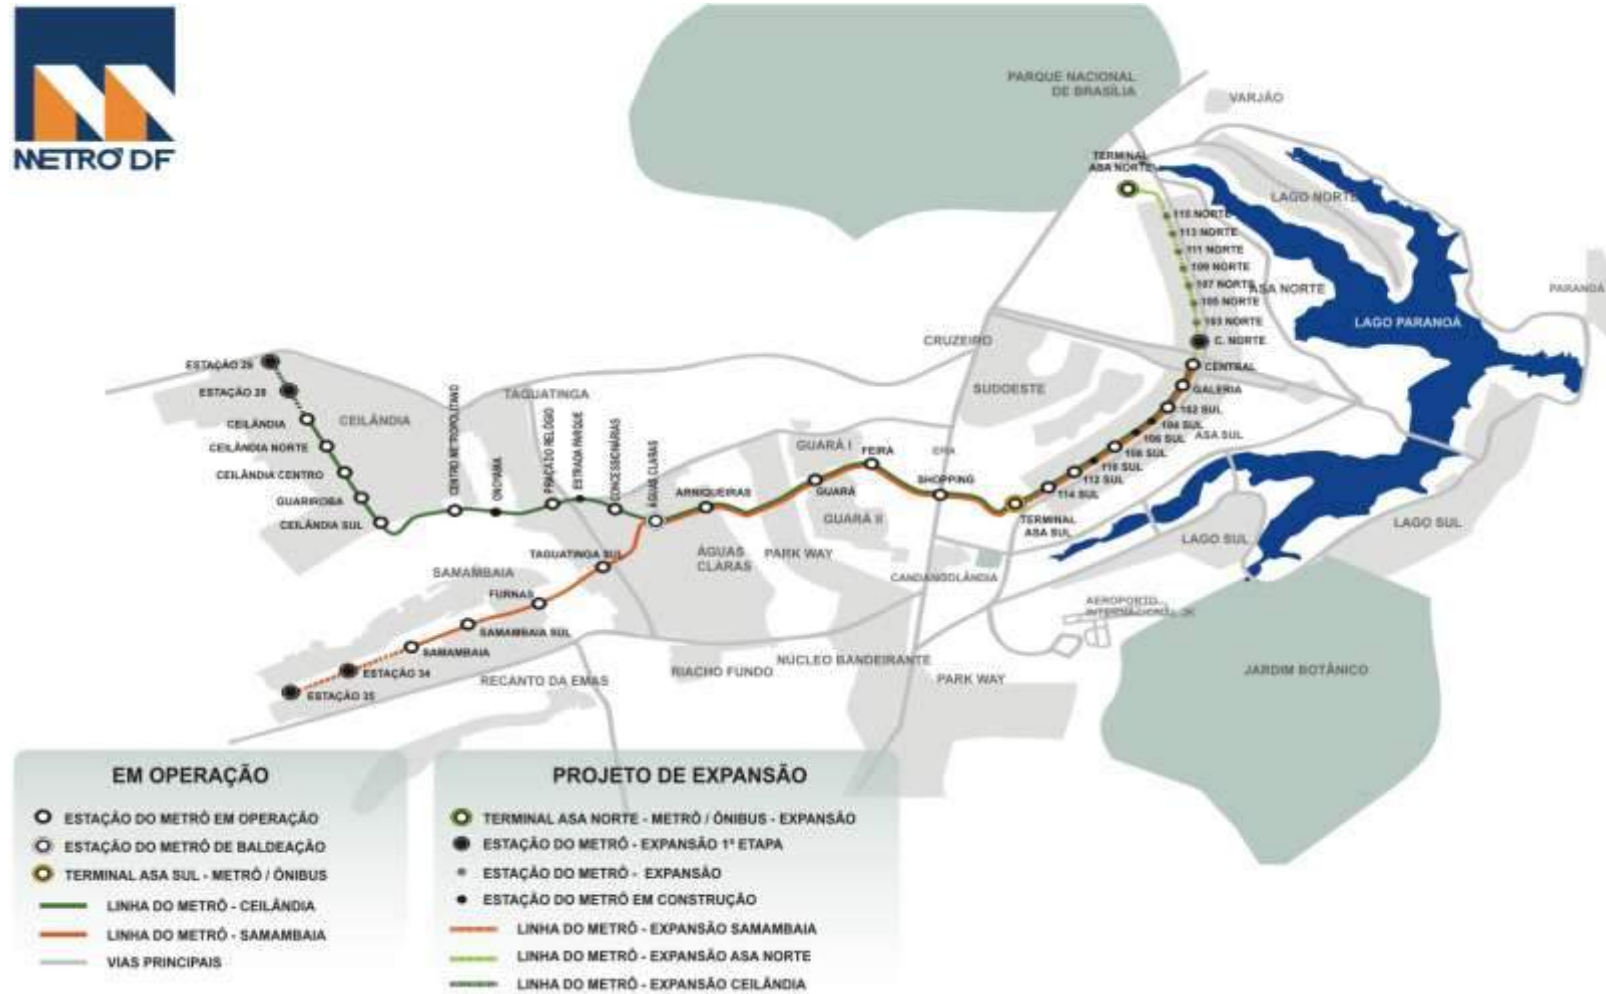 METRÔ DF
PARQUE NACIONAL
DE BRASÍLIA
VARJÃO
TERMINAL
ASA NORTE
LAGO NORTE
115 NORTE
113 NORTE
111 NORTE
109 NORTE
107 NORTE
ASA NORTE
105 NORTE
103 NORTE
PARANOÁ
LAGO PARANOÁ
C. NORTE
CRUZEIRO
CENTRAL
SUDOESTE
GALERIA
102 SUL
104 SUL
106 SUL
ASA SUL
108 SUL
110 SUL
112 SUL
114 SUL
TERMINAL
ASA SUL
ESTAÇÃO 29
ESTAÇÃO 28
CEILÂNDIA
CEILÂNDIA
CEILÂNDIA NORTE
CEILÂNDIA CENTRO
GUARIROBA
CEILÂNDIA SUL
TAGUATINGA
CENTRO METROPOLITANO
ONOYAMA
PRAÇA DO RELÓGIO
ESTRADA PARQUE
CONCESSIONÁRIAS
ÁGUAS CLARAS
ARNIQUEIRAS
GUARÁ I
FEIRA
EPIA
GUARÁ
SHOPPING
GUARÁ II
LAGO SUL
LAGO SUL
ÁGUAS
CLARAS
PARK WAY
CANDANGOLÂNDIA
TAGUATINGA SUL
SAMAMBAIA
FURNAS
SAMAMBAIA SUL
SAMAMBAIA
ESTAÇÃO 34
ESTAÇÃO 35
RECANTO DA EMAS
RIACHO FUNDO
NÚCLEO BANDEIRANTE
PARK WAY
AEROPORTO
INTERNACIONAL JK
JARDIM BOTÂNICO
EM OPERAÇÃO
ESTAÇÃO DO METRÔ EM OPERAÇÃO
ESTAÇÃO DO METRÔ DE BALDEAÇÃO
TERMINAL ASA SUL - METRÔ / ÔNIBUS
LINHA DO METRÔ - CEILÂNDIA
LINHA DO METRÔ - SAMAMBAIA
VIAS PRINCIPAIS
PROJETO DE EXPANSÃO
TERMINAL ASA NORTE - METRÔ / ÔNIBUS - EXPANSÃO
ESTAÇÃO DO METRÔ - EXPANSÃO 1ª ETAPA
ESTAÇÃO DO METRÔ - EXPANSÃO
ESTAÇÃO DO METRÔ EM CONSTRUÇÃO
LINHA DO METRÔ - EXPANSÃO SAMAMBAIA
LINHA DO METRÔ - EXPANSÃO ASA NORTE
LINHA DO METRÔ - EXPANSÃO CEILÂNDIA